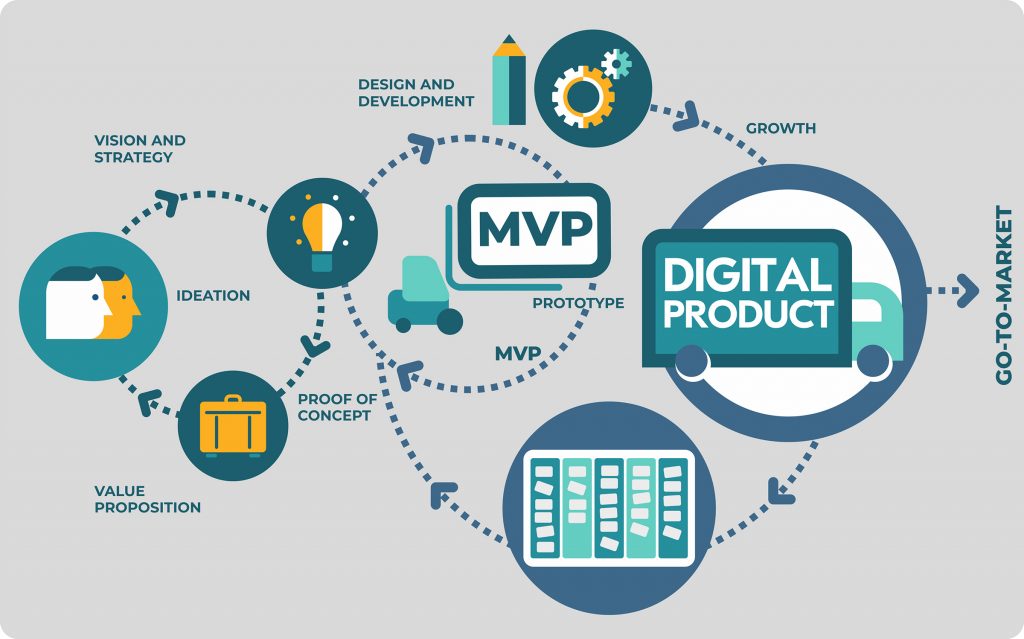 DESIGN AND
DEVELOPMENT
GROWTH
VISION AND
STRATEGY
MVP
DIGITAL
PRODUCT
GO-TO-MARKET
IDEATION
PROTOTYPE
MVP
PROOF OF
CONCEPT
VALUE
PROPOSITION